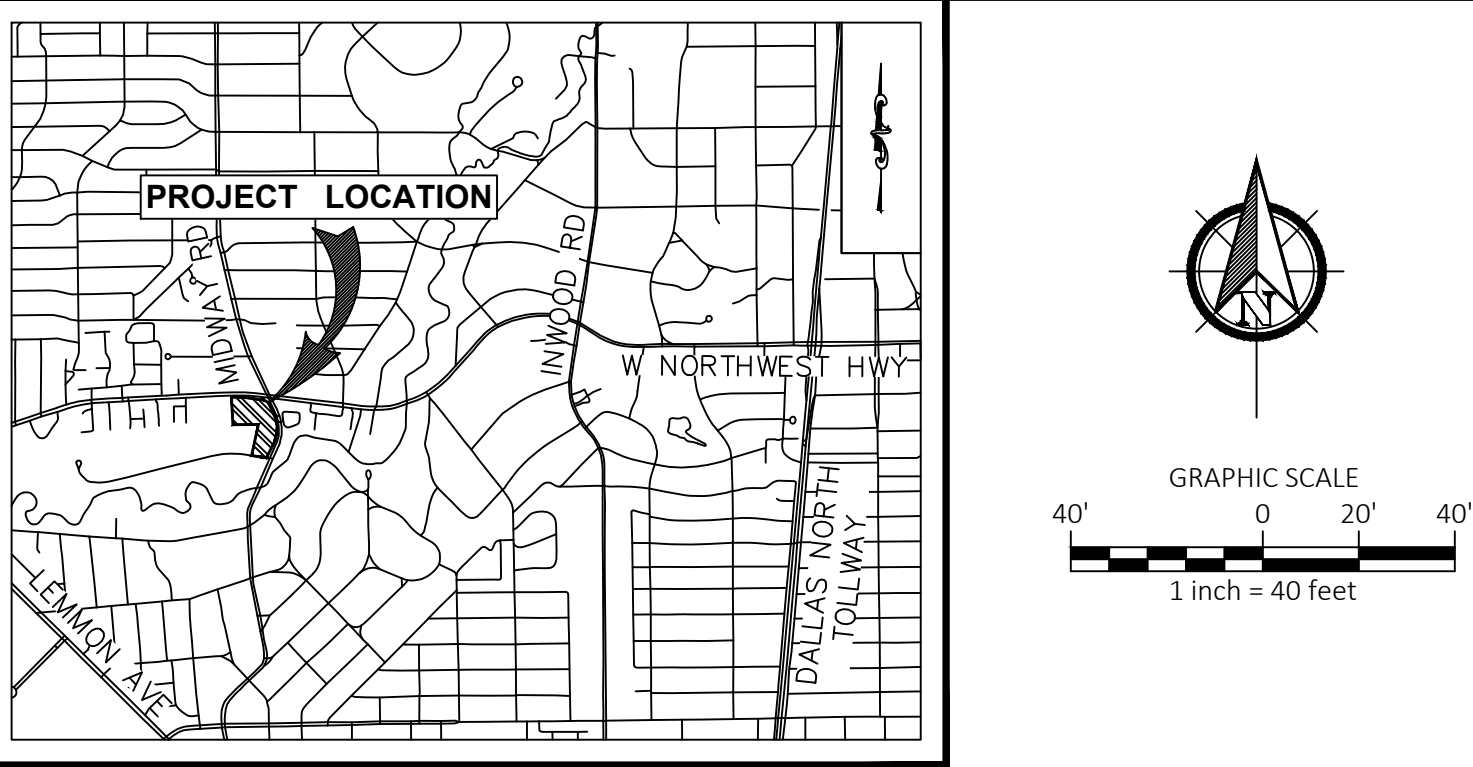 PROJECT LOCATION
MIDWAY RD
INWOOD RD
W NORTHWEST HWY
DALLAS NORTH
TOLLWAY
LEMMON AVE
N
GRAPHIC SCALE
40' 0 20' 40'
1 inch = 40 feet